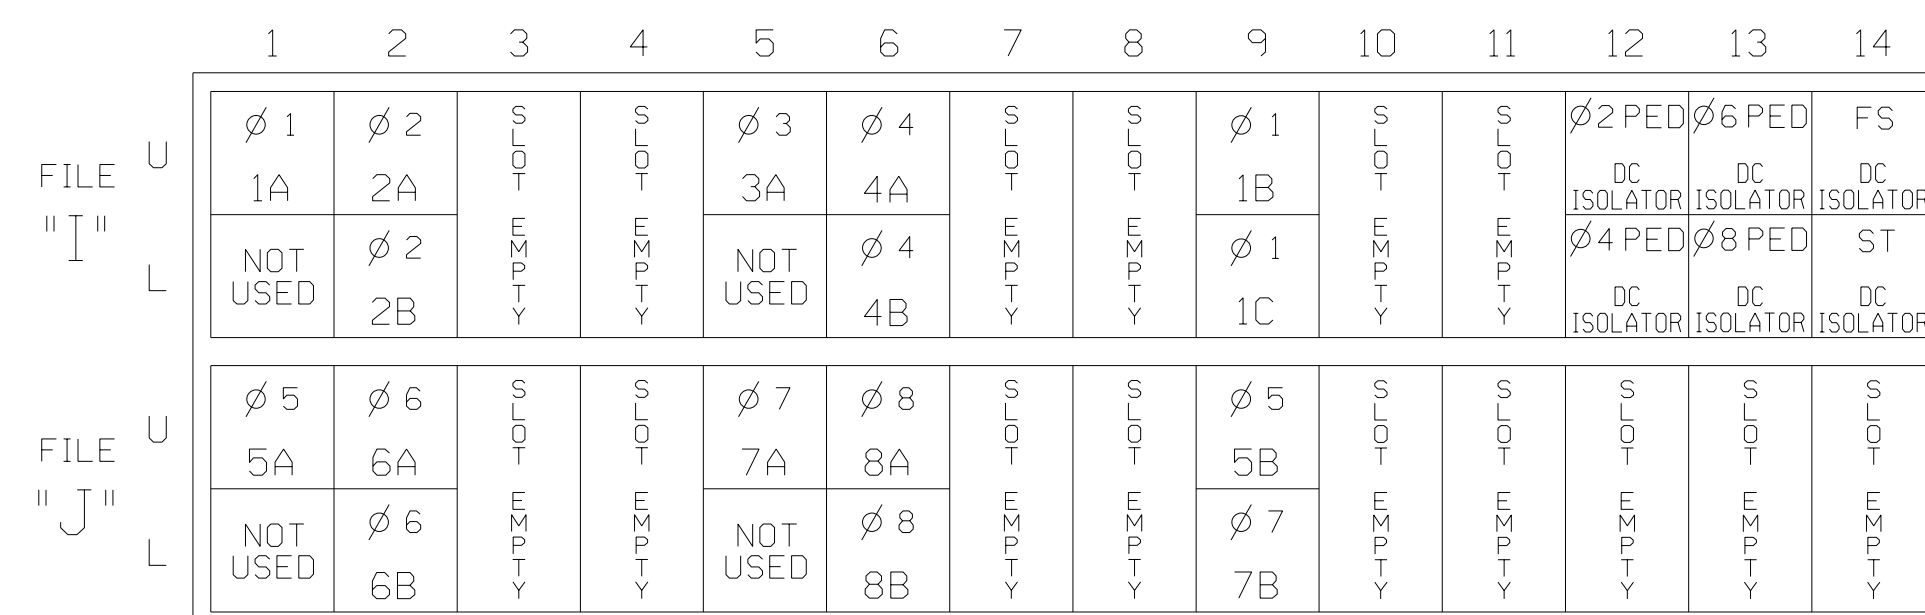 1 2 3 4 5 6 7 8 9 10 11 12 13 14
FILE
"I"
U
Ø 1 Ø 2 SLOT EMPTY SLOT EMPTY Ø 3 Ø 4 SLOT EMPTY SLOT EMPTY Ø 1 SLOT EMPTY SLOT EMPTY Ø2 PED Ø6 PED FS
1A 2A 3A 4A 1B DC ISOLATOR DC ISOLATOR DC ISOLATOR
L
NOT USED Ø 2 NOT USED Ø 4 Ø 1 Ø4 PED Ø8 PED ST
2B 4B 1C DC ISOLATOR DC ISOLATOR DC ISOLATOR
FILE
"J"
U
Ø 5 Ø 6 SLOT EMPTY SLOT EMPTY Ø 7 Ø 8 SLOT EMPTY SLOT EMPTY Ø 5 SLOT EMPTY SLOT EMPTY SLOT EMPTY SLOT EMPTY SLOT EMPTY
5A 6A 7A 8A 5B
L
NOT USED Ø 6 NOT USED Ø 8 Ø 7
6B 8B 7B